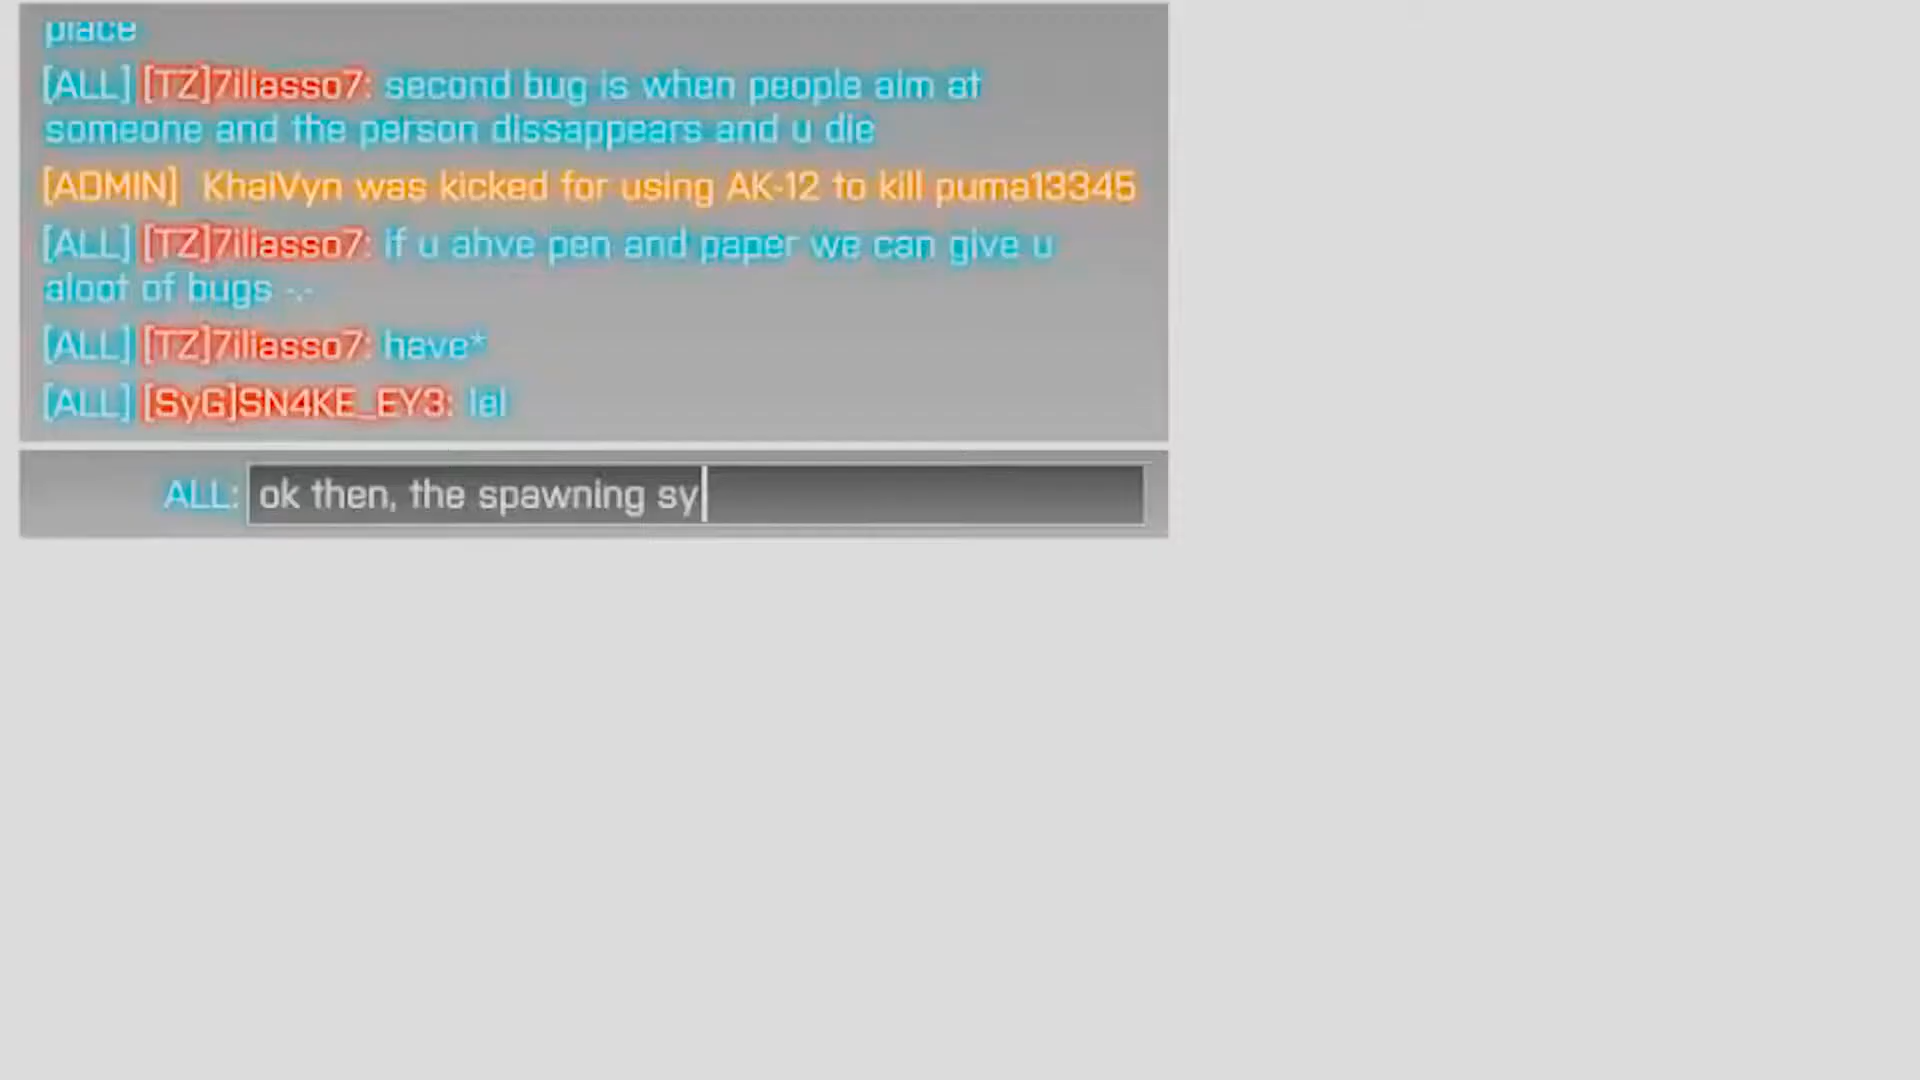 place
[ALL] [TZ]7iliasso7: second bug is when people aim at
someone and the person dissappears and u die
[ADMIN] KhaiVyn was kicked for using AK-12 to kill puma13345
[ALL] [TZ]7iliasso7: if u ahve pen and paper we can give u
aloot of bugs -.-
[ALL] [TZ]7iliasso7: have*
[ALL] [SyG]SN4KE_EY3: lel
ALL: ok then, the spawning sy